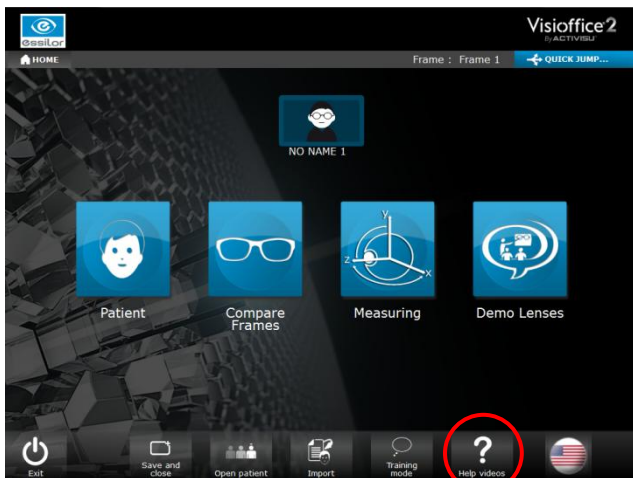 essilor
Visioffice 2
By ACTIVISU
HOME
Frame : Frame 1
QUICK JUMP...
NO NAME 1
Patient
Compare
Frames
Measuring
y
z
x
Demo Lenses
Exit
Save and
close
Open patient
Import
Training
mode
?
Help videos